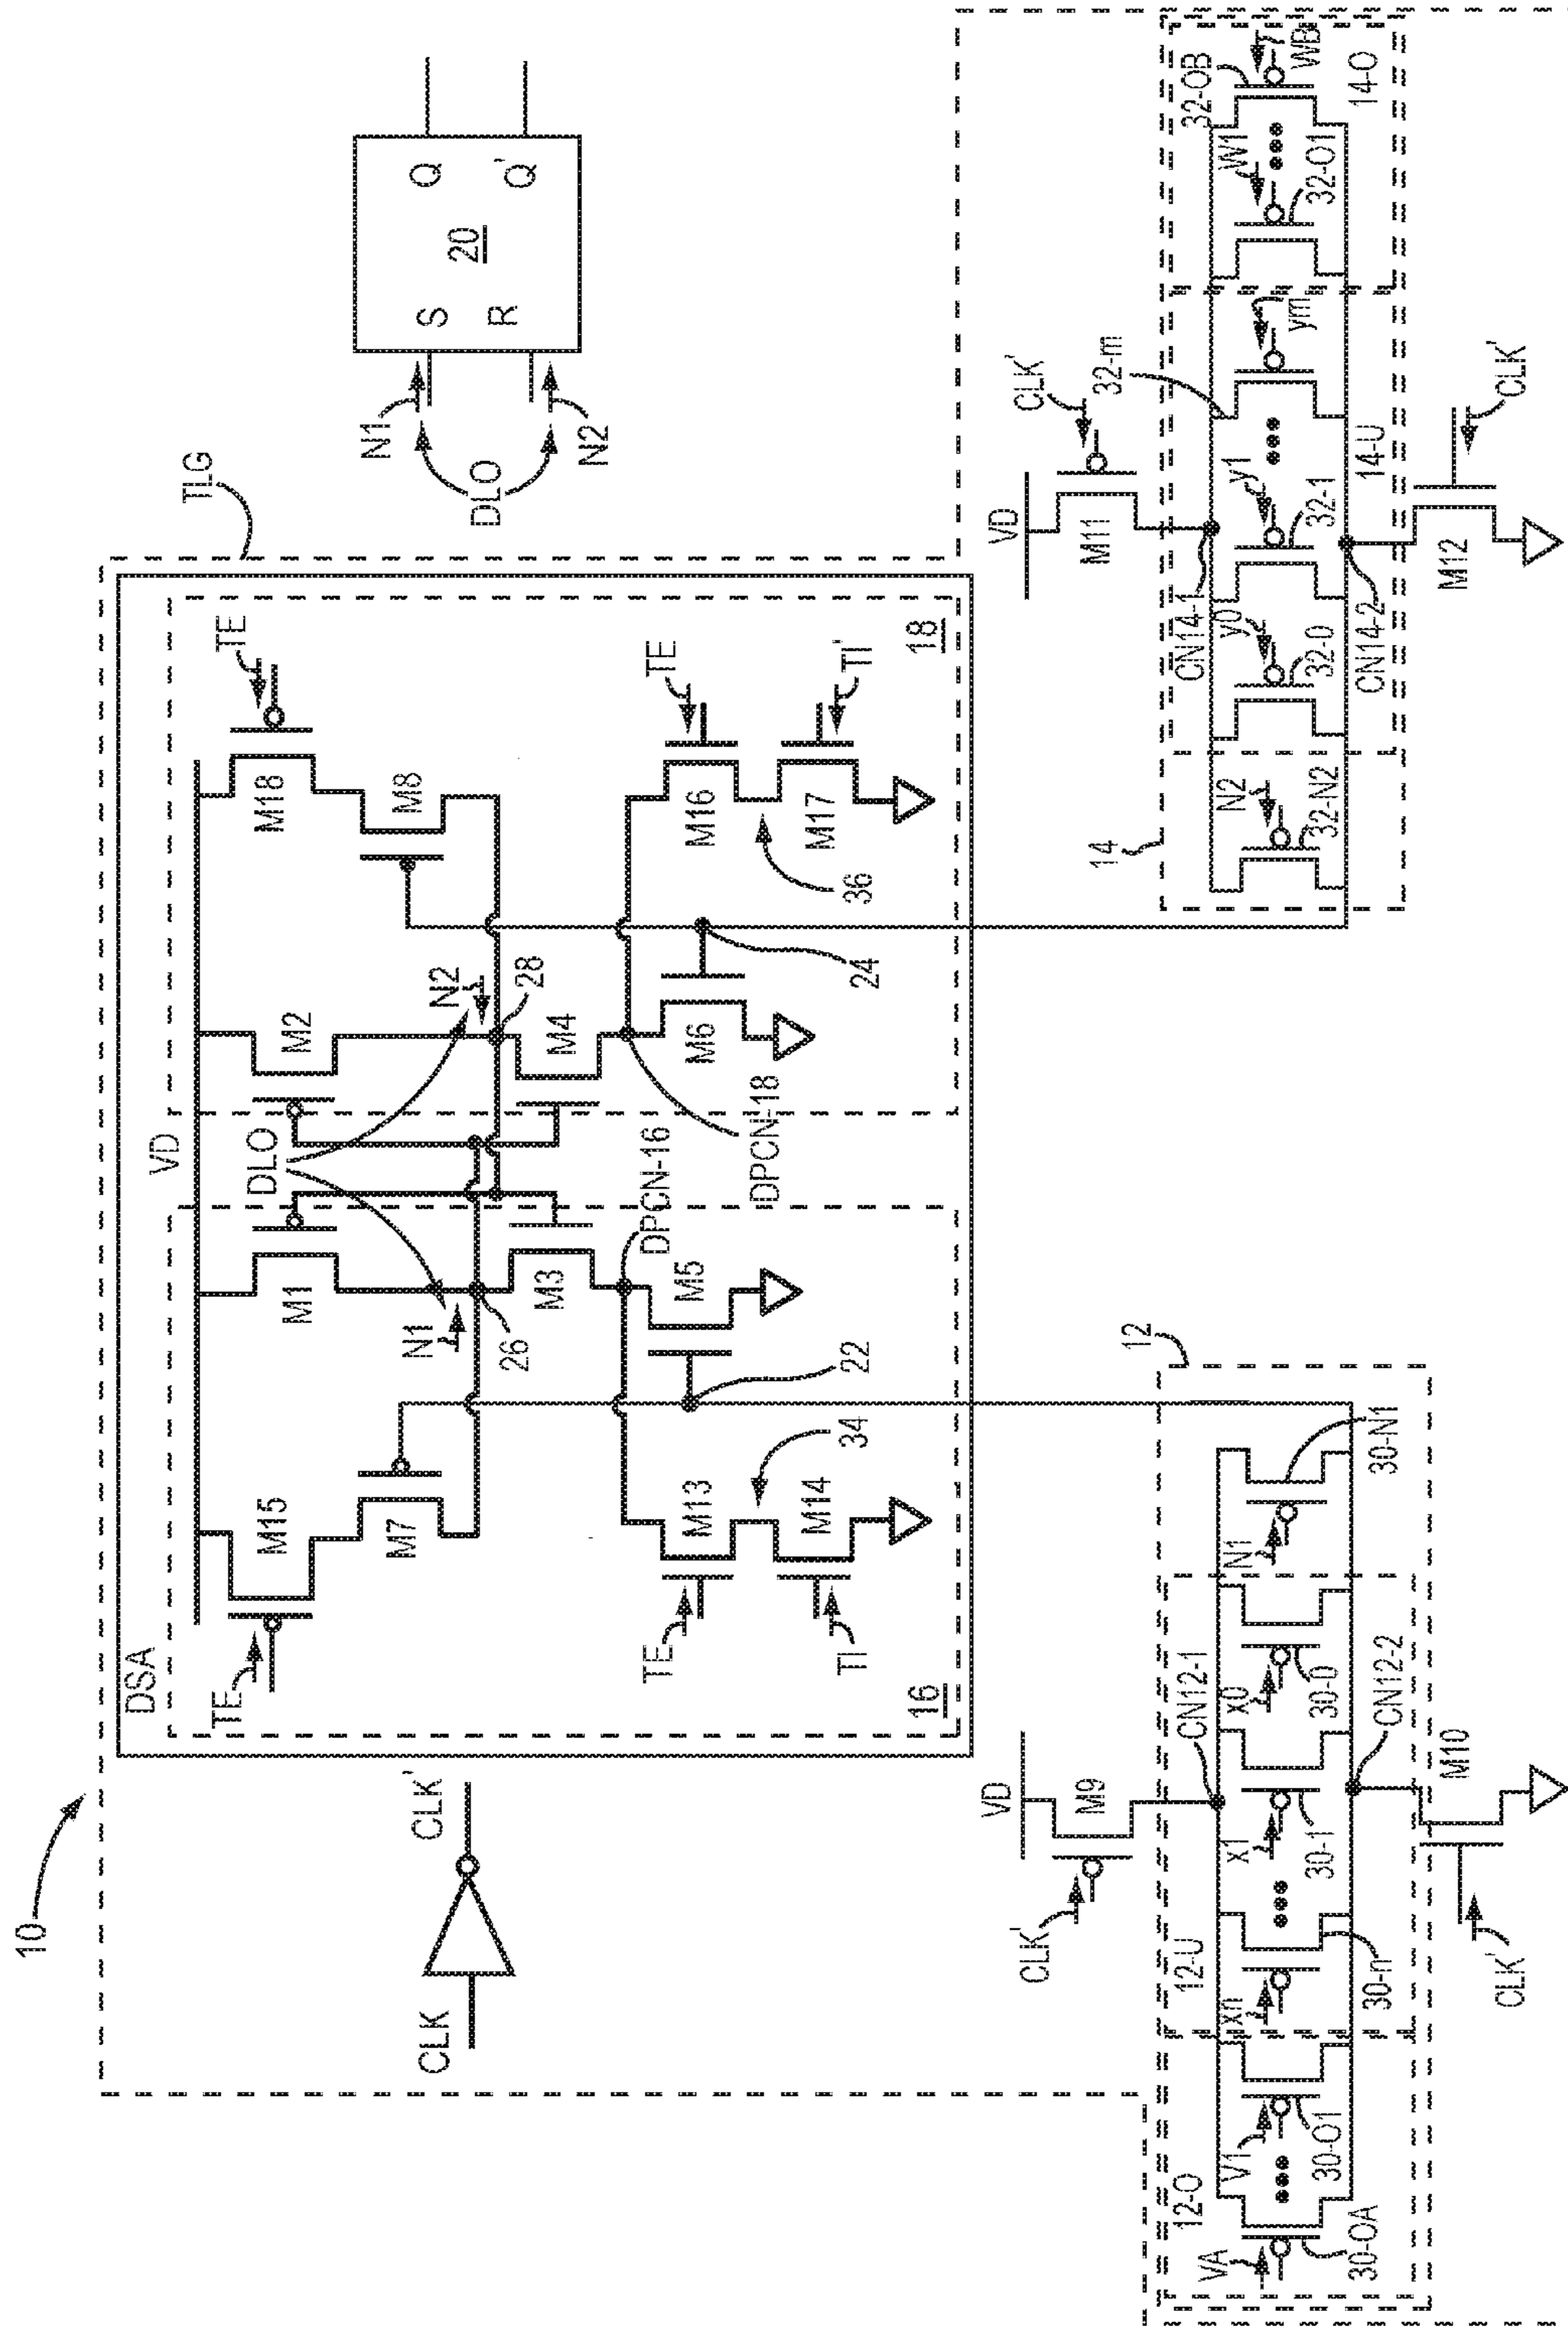 10
CLK
CLK'
TLG
DSA
VD
DLO
TE
M15
M7
M1
N1
26
M3
DPCN-16
M5
22
34
TE
M13
TI
M14
16
TE
M18
M8
M2
N2
28
M4
DPCN-18
M6
24
TE
M16
TI'
M17
36
18
N1
DLO
N2
S
R
20
Q
Q'
VD
CLK'
M9
CN12-1
12
12-O
VA
30-OA
V1
30-O1
12-U
xn
30-n
x1
30-1
x0
30-0
N1
30-N1
CN12-2
M10
CLK'
VD
CLK'
M11
CN14-1
14
N2
32-N2
y0
32-0
y1
32-1
32-m
ym
14-U
W1
32-O1
32-OB
WB
14-O
CN14-2
M12
CLK'